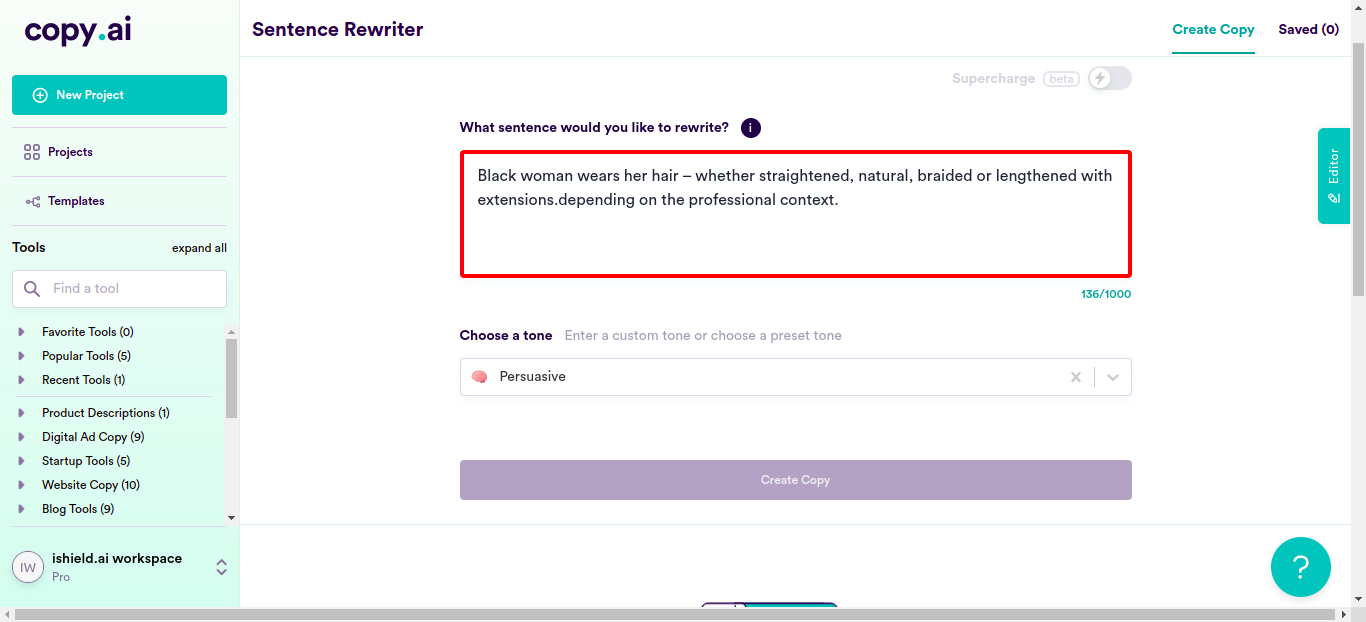 copy.ai
Sentence Rewriter
Create Copy
Saved (0)
New Project
Projects
Templates
Tools
expand all
Find a tool
Favorite Tools (0)
Popular Tools (5)
Recent Tools (1)
Product Descriptions (1)
Digital Ad Copy (9)
Startup Tools (5)
Website Copy (10)
Blog Tools (9)
IW
ishield.ai workspace
Pro
Supercharge beta
What sentence would you like to rewrite? i
Black woman wears her hair – whether straightened, natural, braided or lengthened with
extensions.depending on the professional context.
136/1000
Choose a tone Enter a custom tone or choose a preset tone
Persuasive
Create Copy
Editor
?